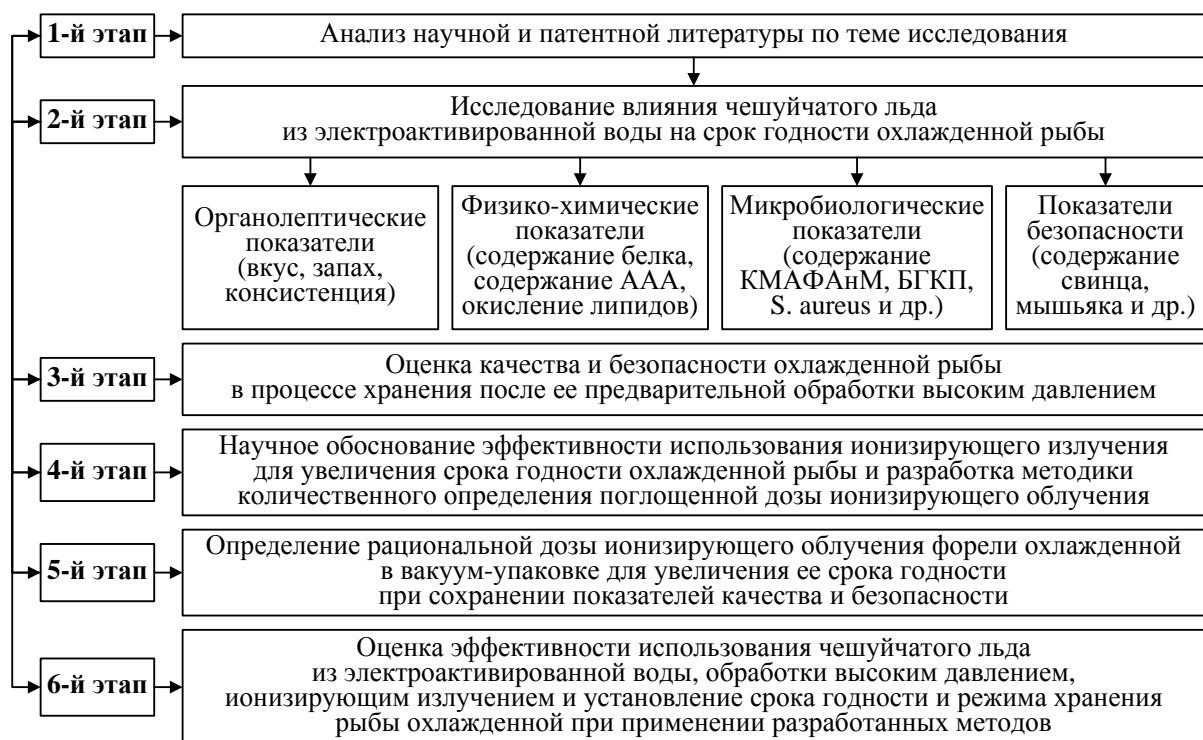 1-й этап
Анализ научной и патентной литературы по теме исследования
2-й этап
Исследование влияния чешуйчатого льда
из электроактивированной воды на срок годности охлажденной рыбы
Органолептические
показатели
(вкус, запах,
консистенция)
Физико-химические
показатели
(содержание белка,
содержание ААА,
окисление липидов)
Микробиологические
показатели
(содержание
КМАФАнМ, БГКП,
S. aureus и др.)
Показатели
безопасности
(содержание
свинца,
мышьяка и др.)
3-й этап
Оценка качества и безопасности охлажденной рыбы
в процессе хранения после ее предварительной обработки высоким давлением
4-й этап
Научное обоснование эффективности использования ионизирующего излучения
для увеличения срока годности охлажденной рыбы и разработка методики
количественного определения поглощенной дозы ионизирующего облучения
5-й этап
Определение рациональной дозы ионизирующего облучения форели охлажденной
в вакуум-упаковке для увеличения ее срока годности
при сохранении показателей качества и безопасности
6-й этап
Оценка эффективности использования чешуйчатого льда
из электроактивированной воды, обработки высоким давлением,
ионизирующим излучением и установление срока годности и режима хранения
рыбы охлажденной при применении разработанных методов